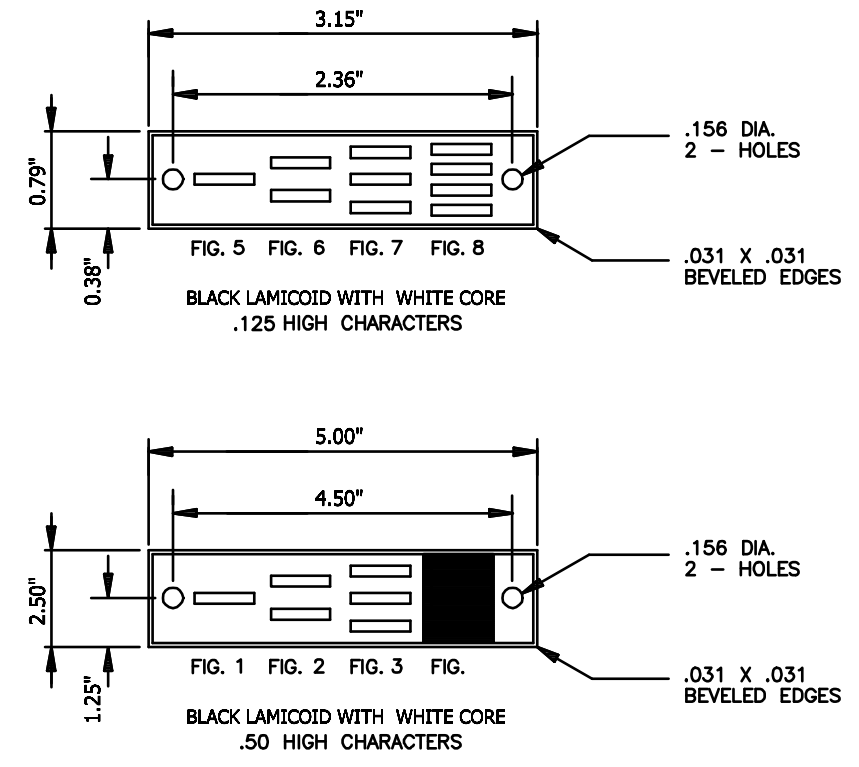 3.15"
2.36"
.156 DIA.
2 - HOLES
0.79"
0.38"
FIG. 5 FIG. 6 FIG. 7 FIG. 8
.031 X .031
BEVELED EDGES
BLACK LAMICOID WITH WHITE CORE
.125 HIGH CHARACTERS
5.00"
4.50"
.156 DIA.
2 - HOLES
2.50"
1.25"
FIG. 1 FIG. 2 FIG. 3 FIG.
.031 X .031
BEVELED EDGES
BLACK LAMICOID WITH WHITE CORE
.50 HIGH CHARACTERS